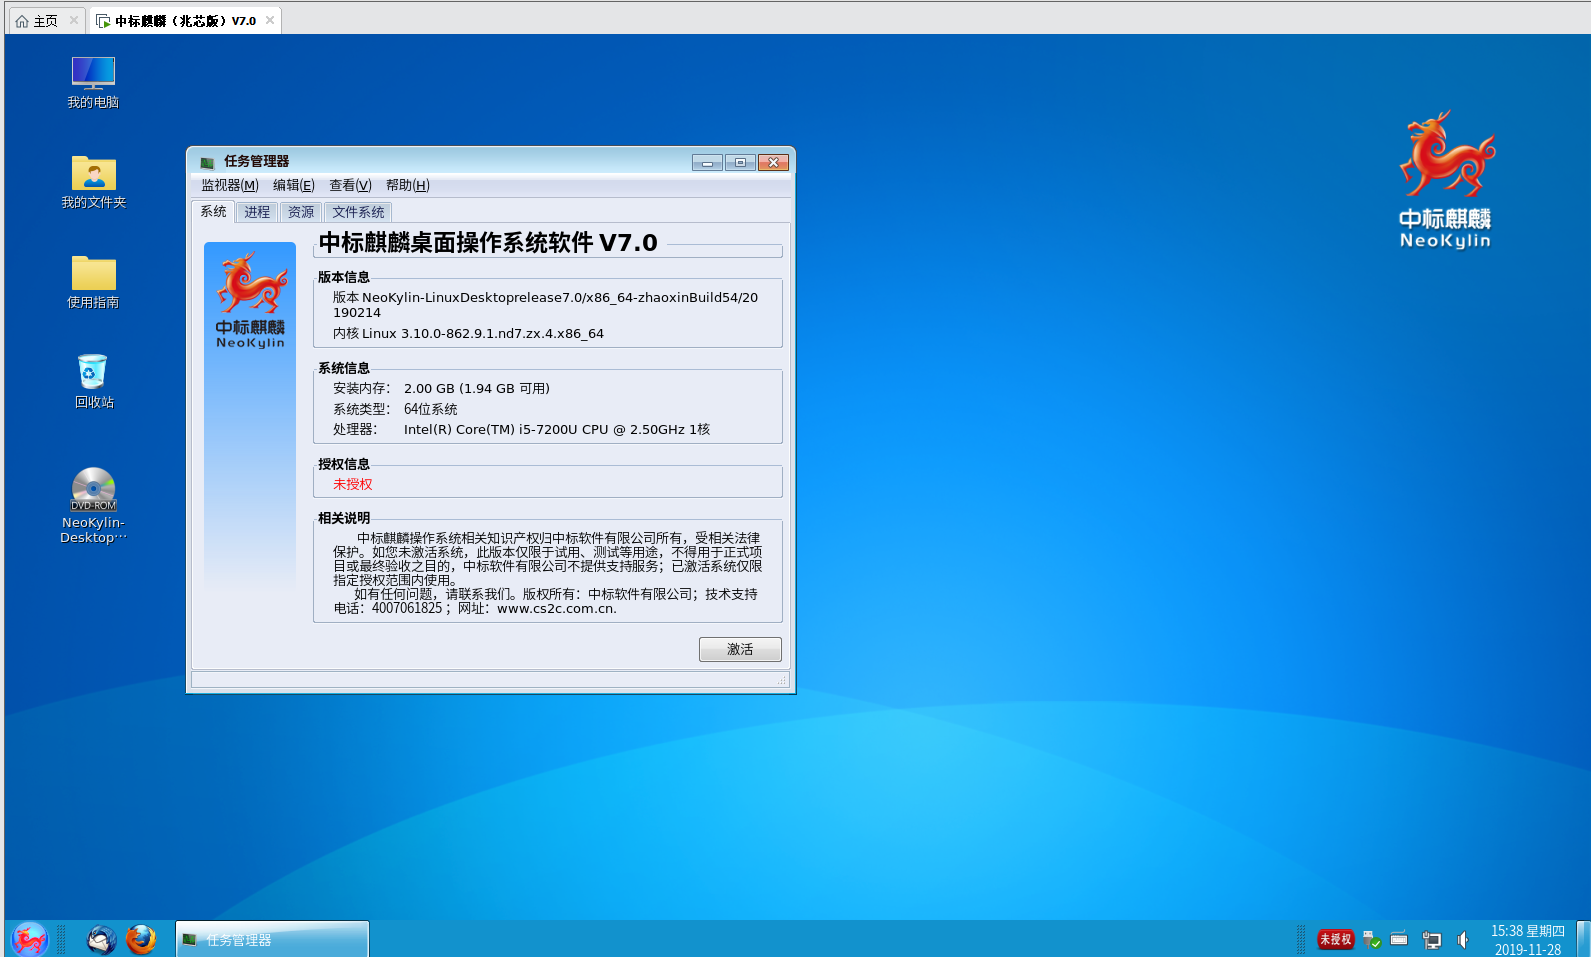 主页
中标麒麟（兆芯版）V7.0
我的电脑
我的文件夹
使用指南
回收站
DVD-ROM
NeoKylin-
Desktop···
中标麒麟
NeoKylin
任务管理器
监视器(M) 编辑(E) 查看(V) 帮助(H)
系统 进程 资源 文件系统
中标麒麟
NeoKylin
中标麒麟桌面操作系统软件 V7.0
版本信息
版本 NeoKylin-LinuxDesktoprelease7.0/x86_64-zhaoxinBuild54/20
190214
内核 Linux 3.10.0-862.9.1.nd7.zx.4.x86_64
系统信息
安装内存： 2.00 GB (1.94 GB 可用)
系统类型： 64位系统
处理器： Intel(R) Core(TM) i5-7200U CPU @ 2.50GHz 1核
授权信息
未授权
相关说明
中标麒麟操作系统相关知识产权归中标软件有限公司所有，受相关法律
保护。如您未激活系统，此版本仅限于试用、测试等用途，不得用于正式项
目或最终验收之目的，中标软件有限公司不提供支持服务；已激活系统仅限
指定授权范围内使用。
如有任何问题，请联系我们。版权所有：中标软件有限公司；技术支持
电话：4007061825；网址：www.cs2c.com.cn.
激活
任务管理器
未授权
15:38 星期四
2019-11-28